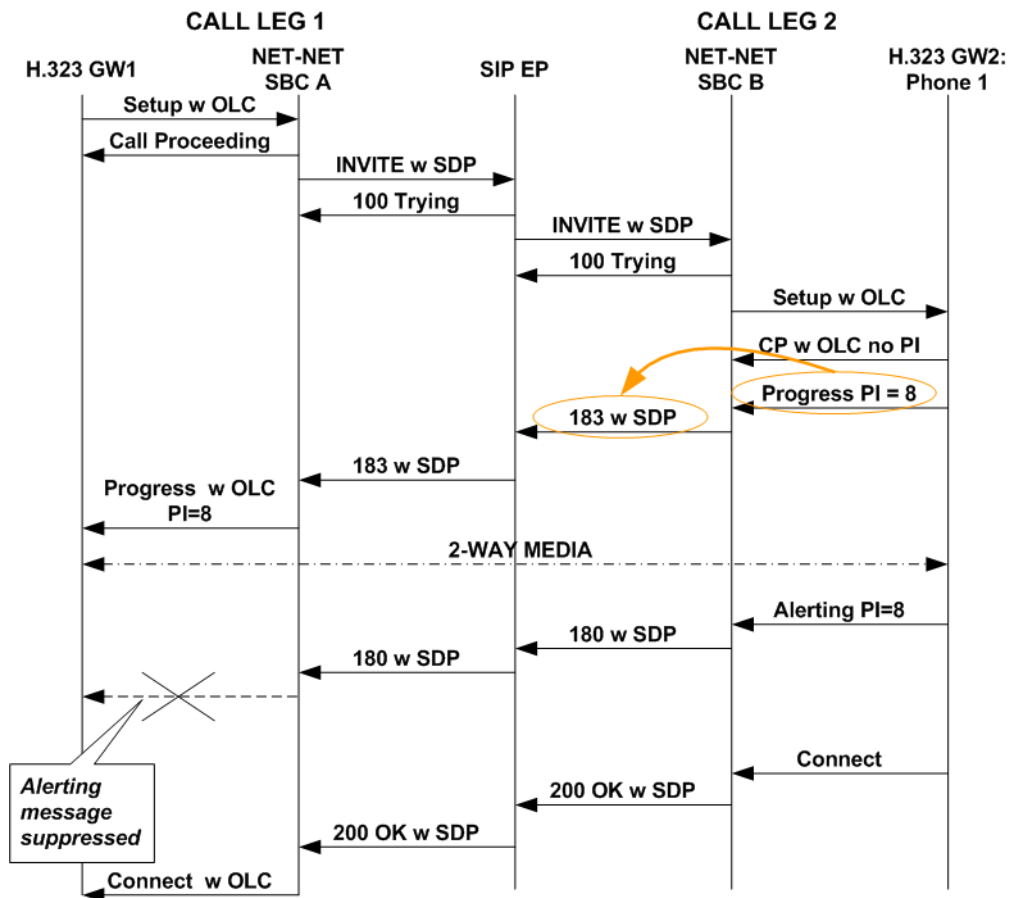 CALL LEG 1
CALL LEG 2
H.323 GW1
NET-NET
SBC A
SIP EP
NET-NET
SBC B
H.323 GW2:
Phone 1
Setup w OLC
Call Proceeding
INVITE w SDP
100 Trying
INVITE w SDP
100 Trying
Setup w OLC
CP w OLC no PI
Progress PI = 8
183 w SDP
183 w SDP
Progress w OLC
PI=8
2-WAY MEDIA
Alerting PI=8
180 w SDP
180 w SDP
Alerting
message
suppressed
Connect
200 OK w SDP
200 OK w SDP
Connect w OLC